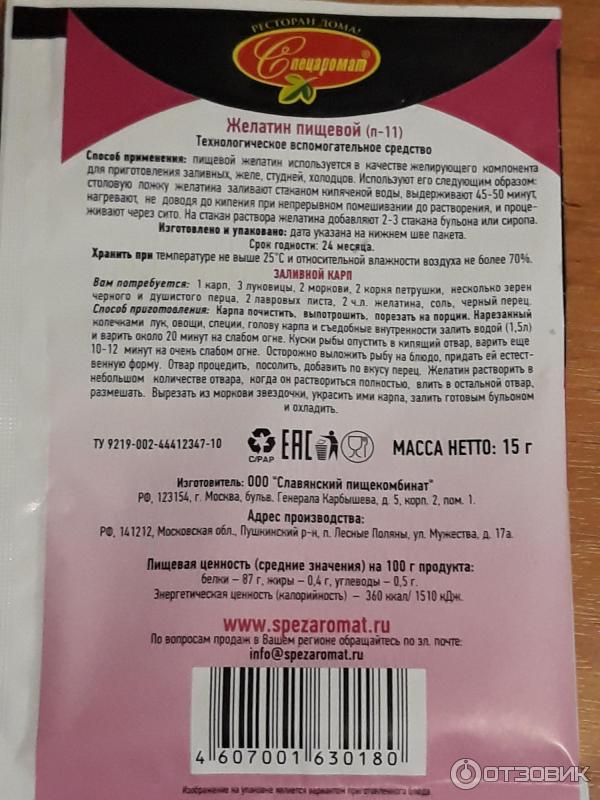 РЕСТОРАН ДОМА!
Спецаромат
Желатин пищевой (п-11)
Технологическое вспомогательное средство
Способ применения: пищевой желатин используется в качестве желирующего компонента
для приготовления заливных, желе, студней, холодцов. Используют его следующим образом:
столовую ложку желатина заливают стаканом кипяченой воды, выдерживают 45-50 минут,
нагревают, не доводя до кипения при непрерывном помешивании до растворения, и проце-
живают через сито. На стакан раствора желатина добавляют 2-3 стакана бульона или сиропа.
Изготовлено и упаковано: дата указана на нижнем шве пакета.
Срок годности: 24 месяца.
Хранить при температуре не выше 25°С и относительной влажности воздуха не более 70%.
ЗАЛИВНОЙ КАРП
Вам потребуется: 1 карп, 3 луковицы, 2 моркови, 2 корня петрушки, несколько зерен
черного и душистого перца, 2 лавровых листа, 2 ч.л. желатина, соль, черный перец.
Способ приготовления: Карпа почистить, выпотрошить, порезать на порции. Нарезанный
колечками лук, овощи, специи, голову карпа и съедобные внутренности залить водой (1,5л)
и варить около 20 минут на слабом огне. Куски рыбы опустить в кипящий отвар, варить еще
10-12 минут на очень слабом огне. Осторожно выложить рыбу на блюдо, придать ей естест-
венную форму. Отвар процедить, посолить, добавить по вкусу перец. Желатин растворить в
небольшом количестве отвара, когда он раствориться полностью, влить в остальной отвар,
размешать. Вырезать из моркови звездочки, украсить ими карпа, залить готовым бульоном
и охладить.
ТУ 9219-002-44412347-10
C/PAP
EAC
МАССА НЕТТО: 15 г
Изготовитель: ООО "Славянский пищекомбинат"
РФ, 123154, г. Москва, бульв. Генерала Карбышева, д. 5, корп. 2, пом. 1.
Адрес производства:
РФ, 141212, Московская обл., Пушкинский р-н, п. Лесные Поляны, ул. Мужества, д. 17а.
Пищевая ценность (средние значения) на 100 г продукта:
белки – 87 г, жиры – 0,4 г, углеводы – 0,5 г.
Энергетическая ценность (калорийность) – 360 ккал/ 1510 кДж.
www.spezaromat.ru
По вопросам продаж в Вашем регионе обращайтесь по эл. почте:
info@spezaromat.ru
4 607001 630180
Изображение на упаковке является вариантом приготовленного блюда
ОТЗОВИК